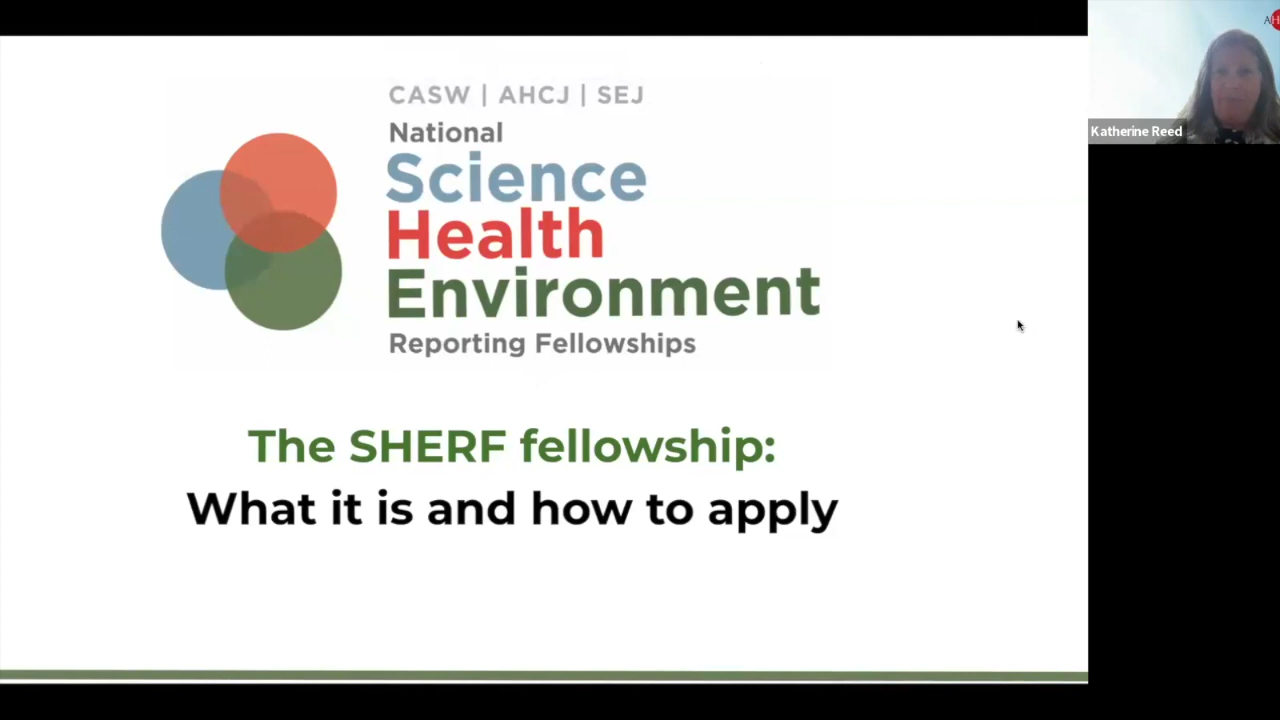 CASW | AHCJ | SEJ
National
Science
Health
Environment
Reporting Fellowships
The SHERF fellowship:
What it is and how to apply
Katherine Reed